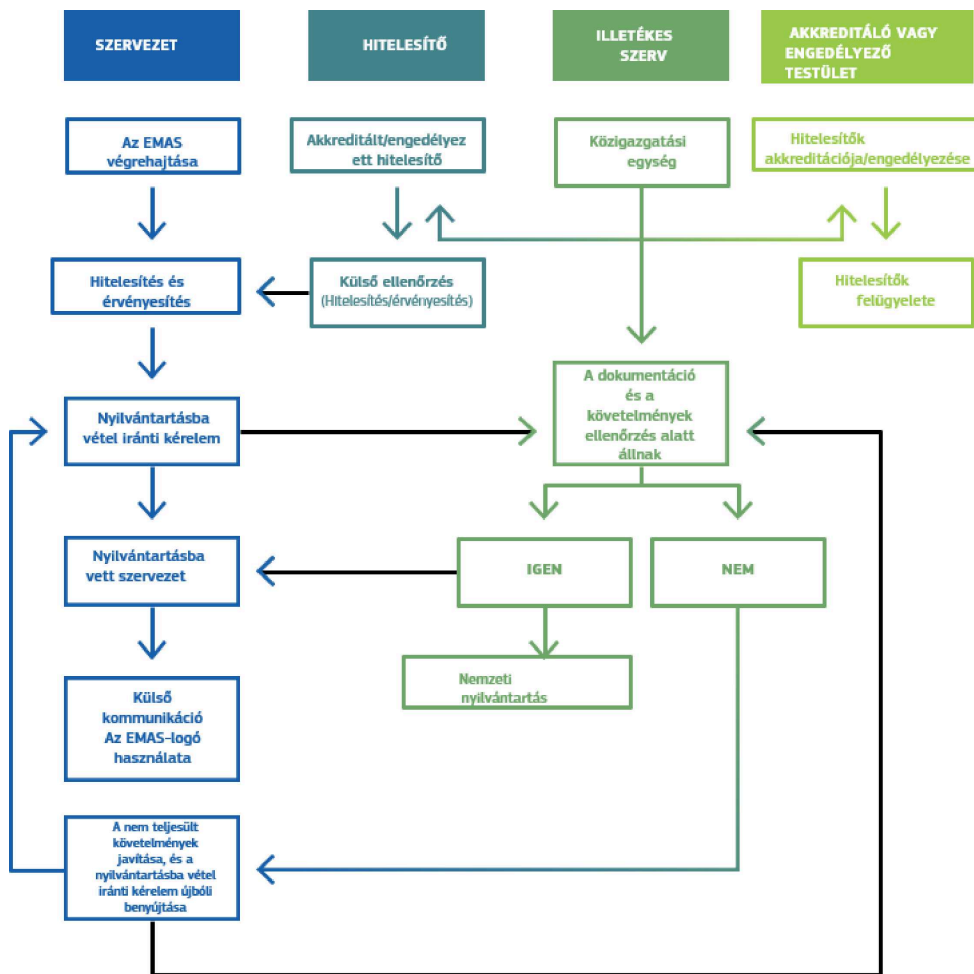 SZERVEZET
HITELESÍTŐ
ILLETÉKES
SZERV
AKKREDITÁLÓ VAGY
ENGEDÉLYEZŐ
TESTÜLET
Az EMAS
végrehajtása
Akkreditált/engedélyez
ett hitelesítő
Közigazgatási
egység
Hitelesítők
akkreditációja/engedélyezése
Hitelesítés és
érvényesítés
Külső ellenőrzés
(Hitelesítés/érvényesítés)
Hitelesítők
felügyelete
Nyilvántartásba
vétel iránti kérelem
A dokumentáció
és a
követelmények
ellenőrzés alatt
állnak
Nyilvántartásba
vett szervezet
IGEN
NEM
Nemzeti
nyilvántartás
Külső
kommunikáció
Az EMAS-logó
használata
A nem teljesült
követelmények
javítása, és a
nyilvántartásba vétel
iránti kérelem újbóli
benyújtása